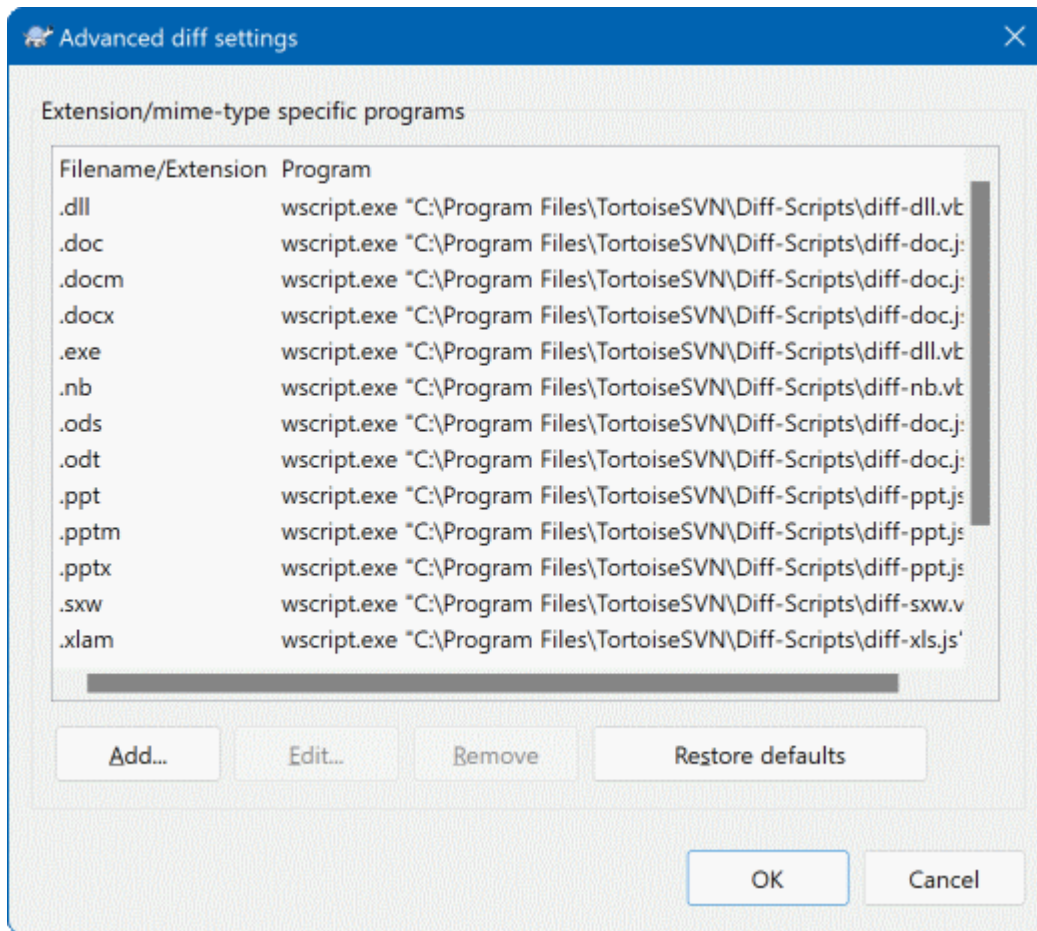 Advanced diff settings
Extension/mime-type specific programs
Filename/Extension Program
.dll wscript.exe "C:\Program Files\TortoiseSVN\Diff-Scripts\diff-dll.vb
.doc wscript.exe "C:\Program Files\TortoiseSVN\Diff-Scripts\diff-doc.js
.docm wscript.exe "C:\Program Files\TortoiseSVN\Diff-Scripts\diff-doc.js
.docx wscript.exe "C:\Program Files\TortoiseSVN\Diff-Scripts\diff-doc.js
.exe wscript.exe "C:\Program Files\TortoiseSVN\Diff-Scripts\diff-dll.vb
.nb wscript.exe "C:\Program Files\TortoiseSVN\Diff-Scripts\diff-nb.vb
.ods wscript.exe "C:\Program Files\TortoiseSVN\Diff-Scripts\diff-doc.js
.odt wscript.exe "C:\Program Files\TortoiseSVN\Diff-Scripts\diff-doc.js
.ppt wscript.exe "C:\Program Files\TortoiseSVN\Diff-Scripts\diff-ppt.js
.pptm wscript.exe "C:\Program Files\TortoiseSVN\Diff-Scripts\diff-ppt.js
.pptx wscript.exe "C:\Program Files\TortoiseSVN\Diff-Scripts\diff-ppt.js
.sxw wscript.exe "C:\Program Files\TortoiseSVN\Diff-Scripts\diff-sxw.v
.xlam wscript.exe "C:\Program Files\TortoiseSVN\Diff-Scripts\diff-xls.js"
Add... Edit... Remove Restore defaults
OK Cancel